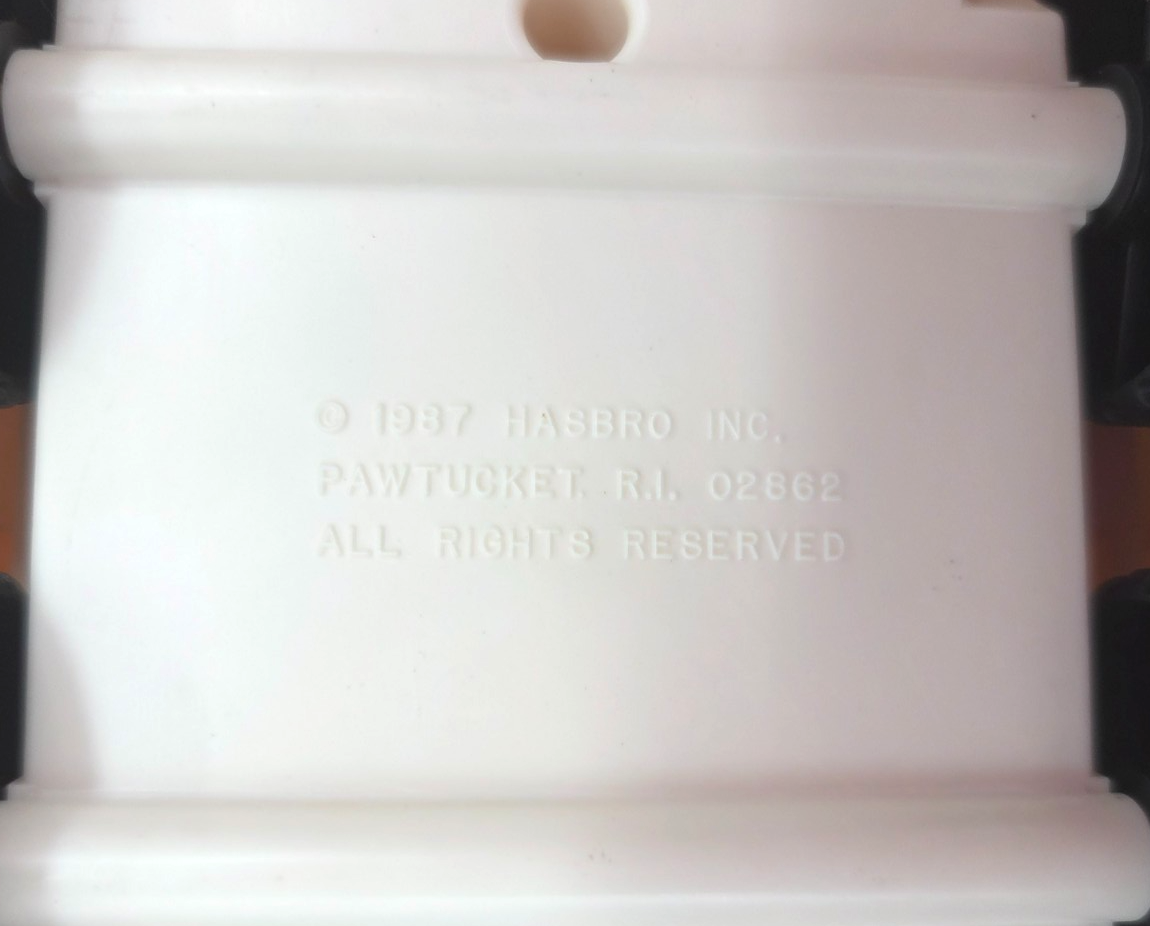 © 1987 HASBRO INC.
PAWTUCKET. R.I. 02862
ALL RIGHTS RESERVED